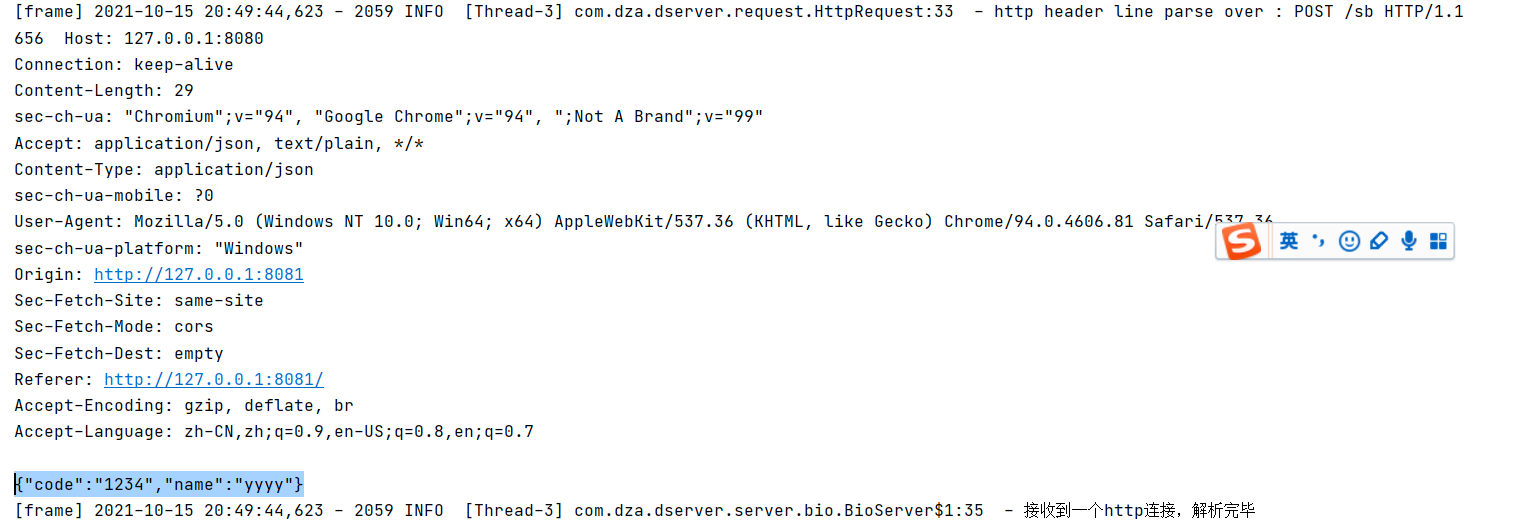 [frame] 2021-10-15 20:49:44,623 - 2059 INFO  [Thread-3] com.dza.dserver.request.HttpRequest:33  - http header line parse over : POST /sb HTTP/1.1
656  Host: 127.0.0.1:8080
Connection: keep-alive
Content-Length: 29
sec-ch-ua: "Chromium";v="94", "Google Chrome";v="94", ";Not A Brand";v="99"
Accept: application/json, text/plain, */*
Content-Type: application/json
sec-ch-ua-mobile: ?0
User-Agent: Mozilla/5.0 (Windows NT 10.0; Win64; x64) AppleWebKit/537.36 (KHTML, like Gecko) Chrome/94.0.4606.81 Safari/537.36
英
sec-ch-ua-platform: "Windows"
Origin: http://127.0.0.1:8081
Sec-Fetch-Site: same-site
Sec-Fetch-Mode: cors
Sec-Fetch-Dest: empty
Referer: http://127.0.0.1:8081/
Accept-Encoding: gzip, deflate, br
Accept-Language: zh-CN,zh;q=0.9,en-US;q=0.8,en;q=0.7
{"code":"1234","name":"yyyy"}
[frame] 2021-10-15 20:49:44,623 - 2059 INFO  [Thread-3] com.dza.dserver.server.bio.BioServer$1:35  - 接收到一个http连接，解析完毕